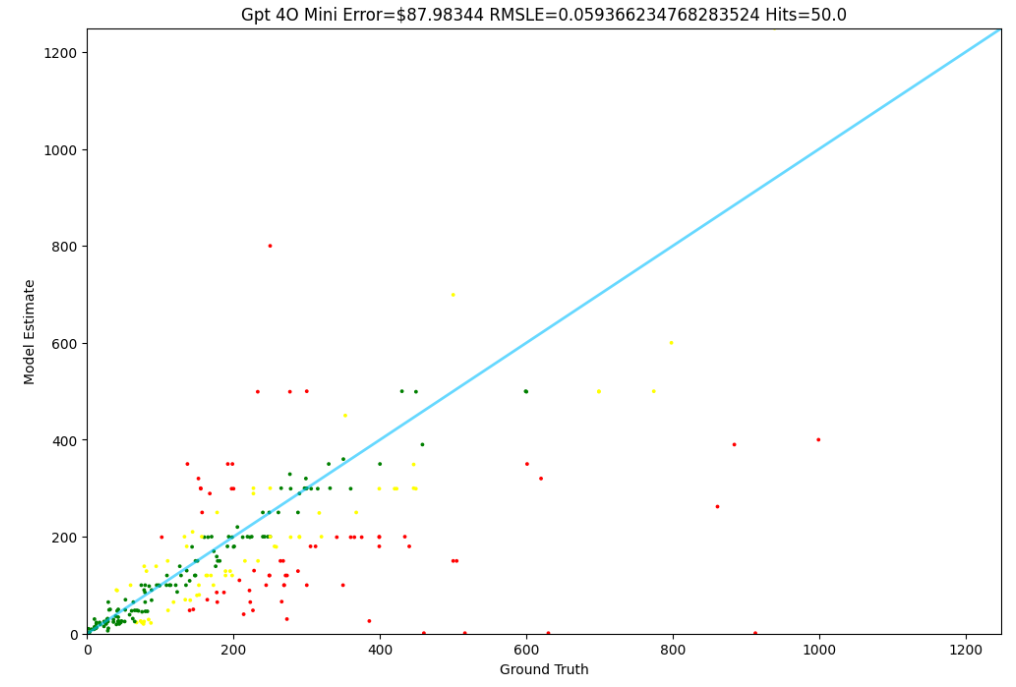 Gpt 4O Mini Error=$87.98344 RMSLE=0.059366234768283524 Hits=50.0
1200
1000
800
600
400
200
0
Model Estimate
0 200 400 600 800 1000 1200
Ground Truth